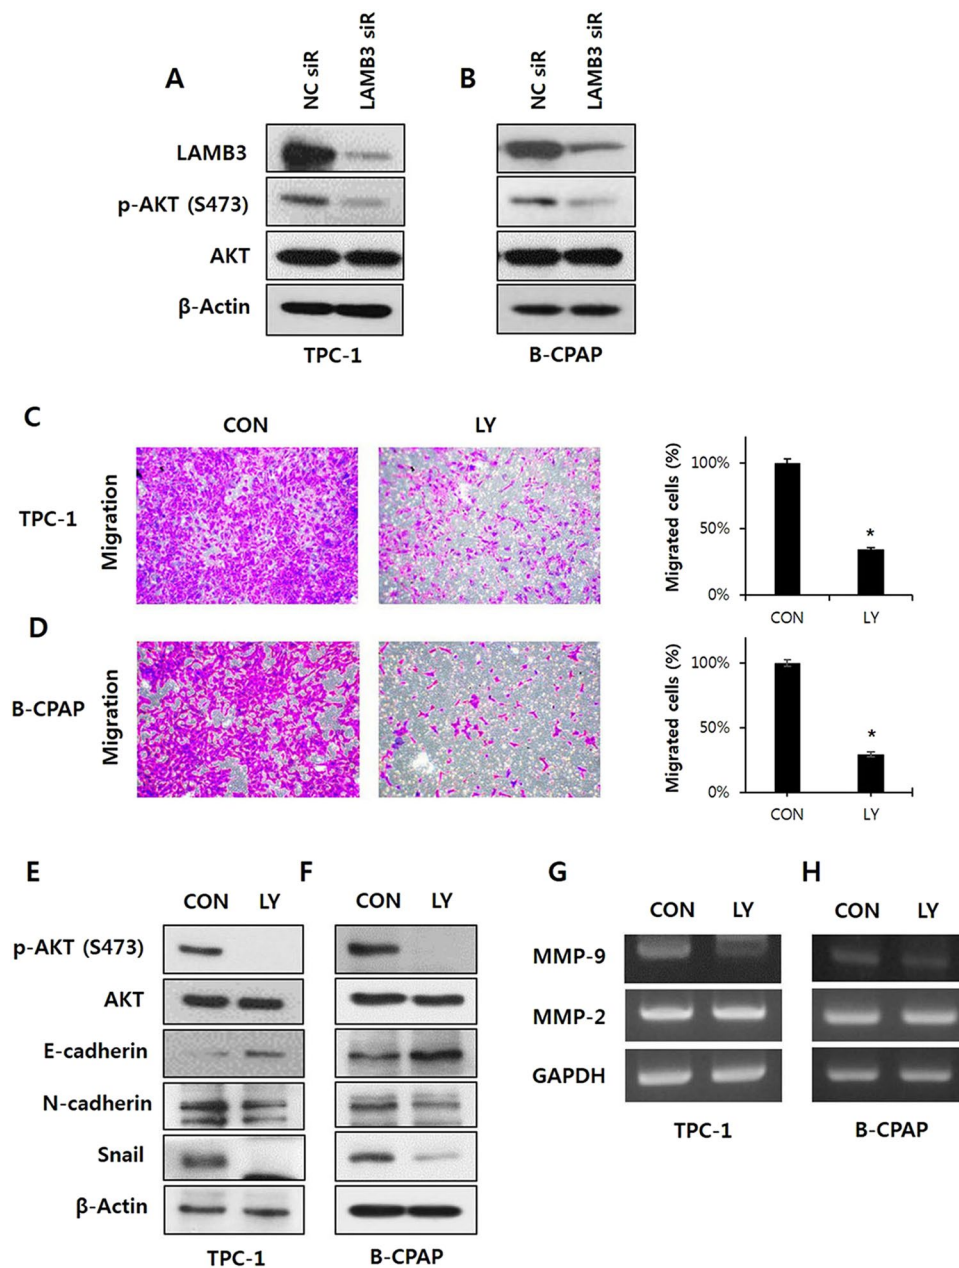 A
NC siR
LAMB3 siR
B
NC siR
LAMB3 siR
LAMB3
p-AKT (S473)
AKT
β-Actin
TPC-1
B-CPAP
C
CON
LY
TPC-1
Migration
Migrated cells (%)
100%
50%
0%
*
CON
LY
D
B-CPAP
Migration
Migrated cells (%)
100%
50%
0%
*
CON
LY
E
CON
LY
F
CON
LY
p-AKT (S473)
AKT
E-cadherin
N-cadherin
Snail
β-Actin
TPC-1
B-CPAP
G
CON
LY
H
CON
LY
MMP-9
MMP-2
GAPDH
TPC-1
B-CPAP